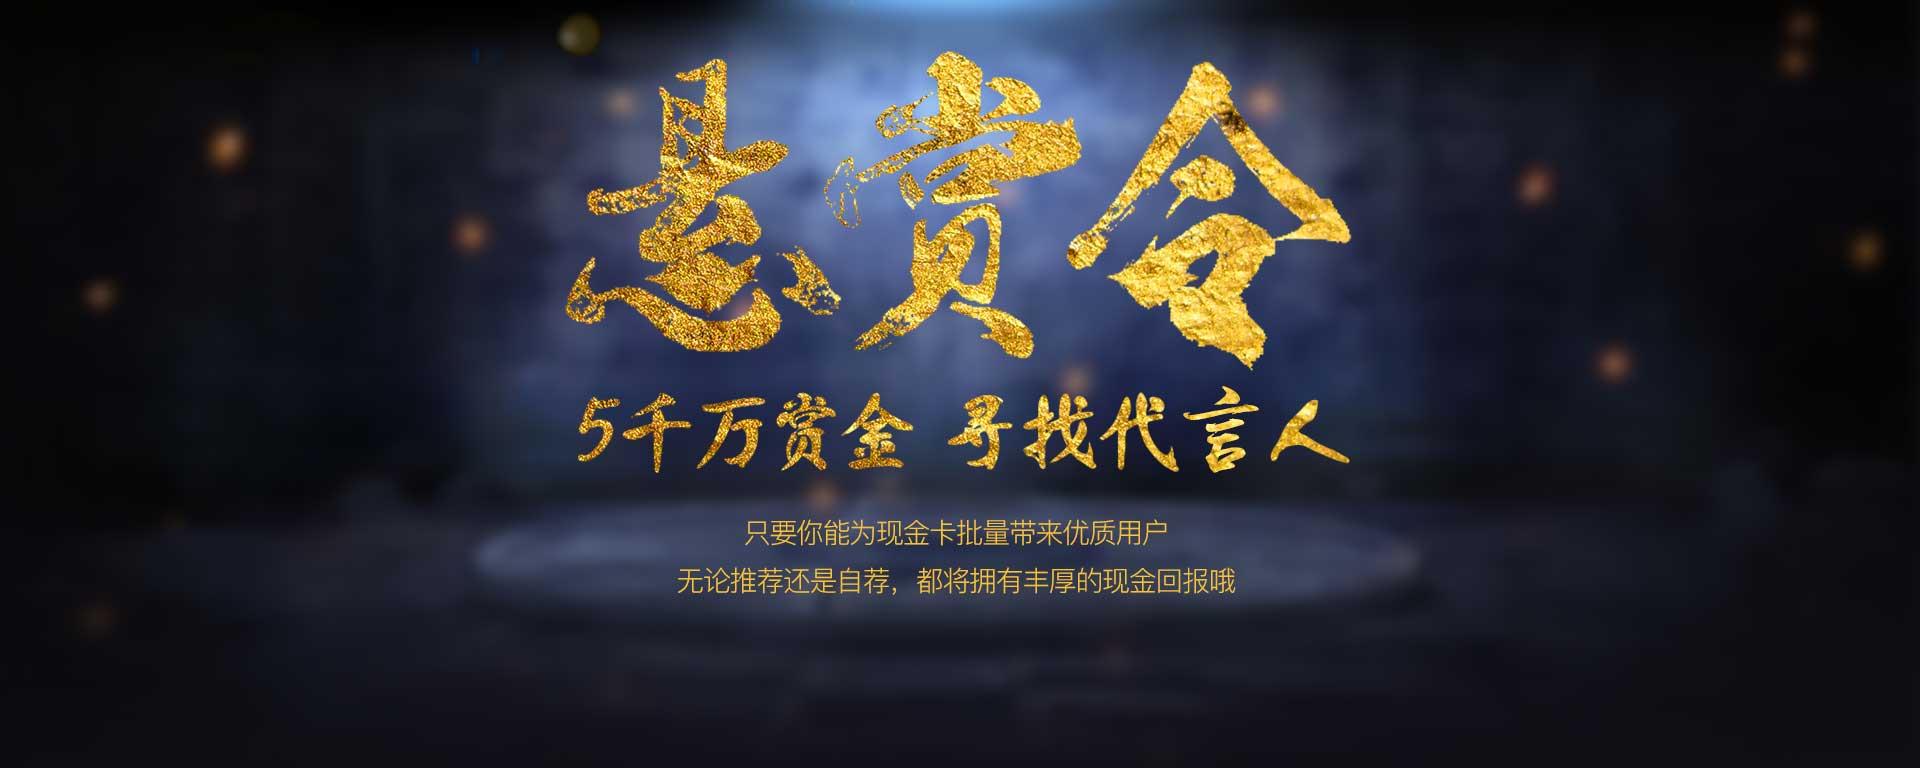 悬赏令
5千万赏金 寻找代言人
只要你能为现金卡批量带来优质用户
无论推荐还是自荐，都将拥有丰厚的现金回报哦